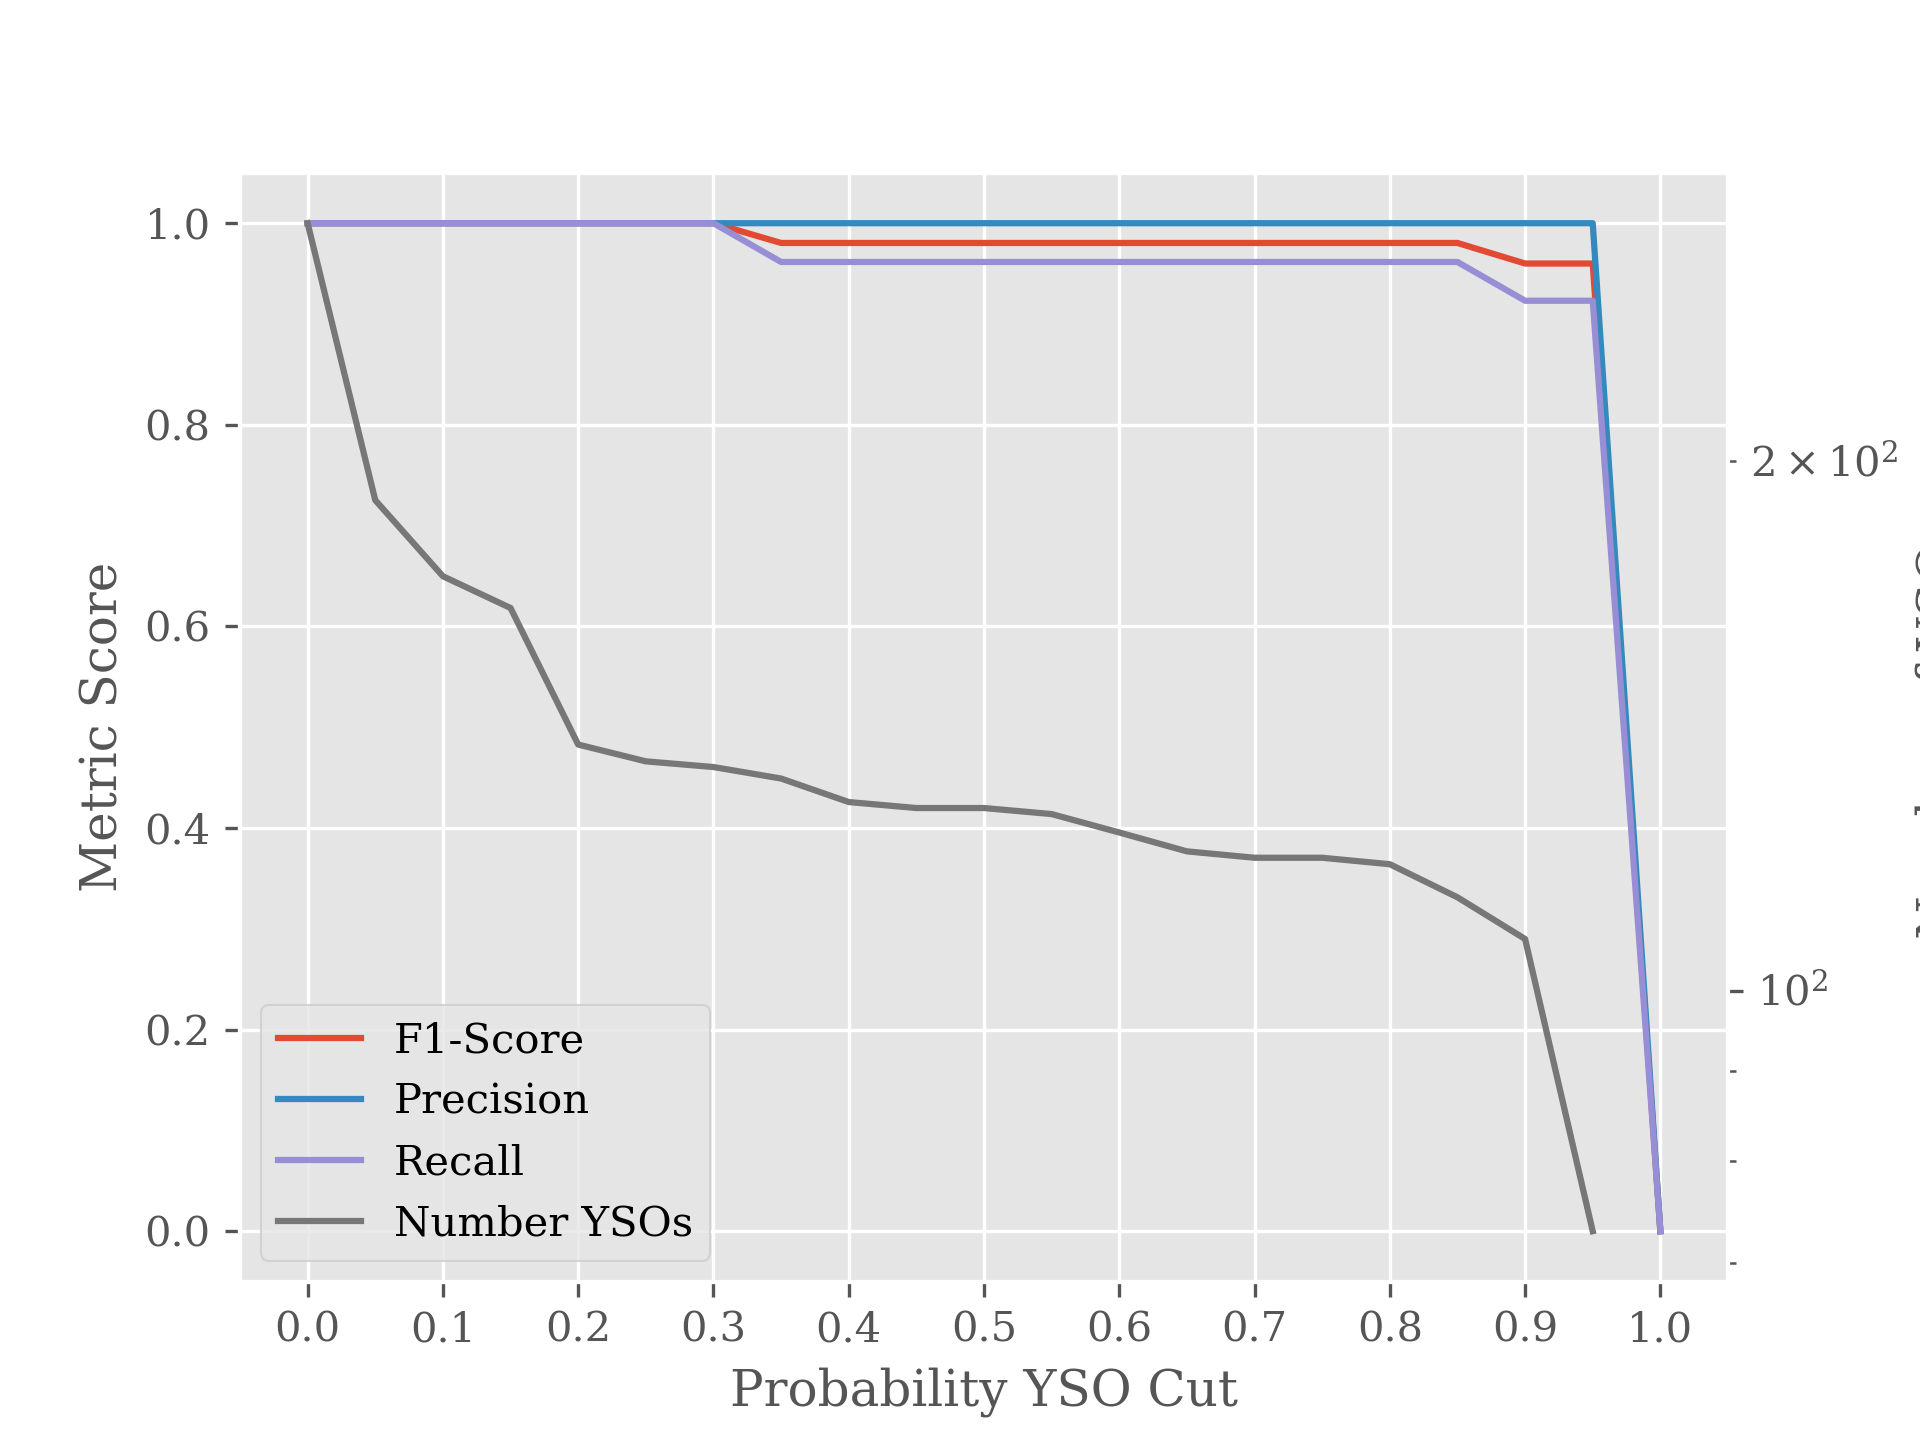 1.0
0.8
0.6
0.4
0.2
0.0
Metric Score
2 × 10²
10²
F1-Score
Precision
Recall
Number YSOs
0.0 0.1 0.2 0.3 0.4 0.5 0.6 0.7 0.8 0.9 1.0
Probability YSO Cut